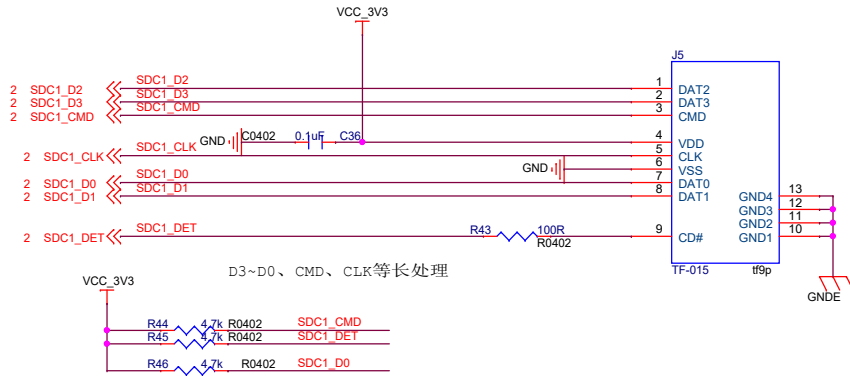 VCC_3V3
J5
2 SDC1_D2 SDC1_D2 1 DAT2
2 SDC1_D3 SDC1_D3 2 DAT3
2 SDC1_CMD SDC1_CMD 3 CMD
GND C0402 0.1uF C36 4 VDD
2 SDC1_CLK SDC1_CLK 5 CLK
GND 6 VSS
2 SDC1_D0 SDC1_D0 7 DAT0
2 SDC1_D1 SDC1_D1 8 DAT1 GND4 13
GND3 12
GND2 11
2 SDC1_DET SDC1_DET R43 100R R0402 9 CD# GND1 10
TF-015 tf9p
GNDE
D3~D0、CMD、CLK等长处理
VCC_3V3
R44 4.7k R0402 SDC1_CMD
R45 4.7k R0402 SDC1_DET
R46 4.7k R0402 SDC1_D0